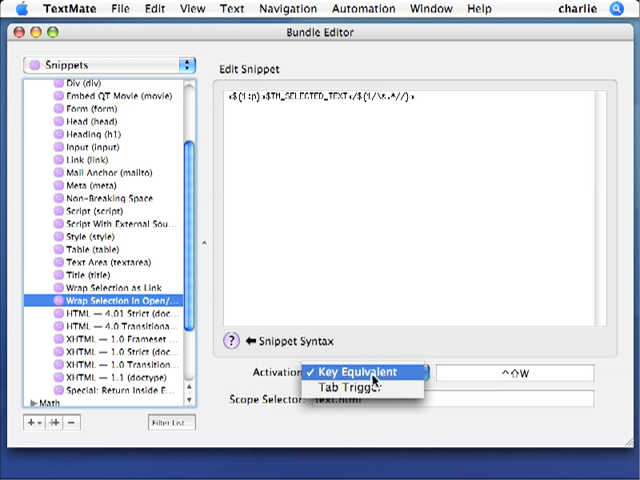 TextMate File Edit View Text Navigation Automation Window Help charlie
Bundle Editor
Snippets
Edit Snippet
Div (div)
Embed QT Movie (movie)
Form (form)
Head (head)
Heading (h1)
Input (input)
Link (link)
Mail Anchor (mailto)
Meta (meta)
Non-Breaking Space
Script (script)
Script With External Sou...
Style (style)
Table (table)
Text Area (textarea)
Title (title)
Wrap Selection as Link
Wrap Selection in Open/...
HTML — 4.01 Strict (doc...
HTML — 4.0 Transitiona...
XHTML — 1.0 Frameset ...
XHTML — 1.0 Strict (doc...
XHTML — 1.0 Transition...
XHTML — 1.1 (doctype)
Special: Return Inside E...
Math
Filter List...
<${1:p}>$TM_SELECTED_TEXT</${1/\s.*//}>
? ⬅ Snippet Syntax
Activation ✓ Key Equivalent ^⇧W
Tab Trigger
Scope Selector: text.html